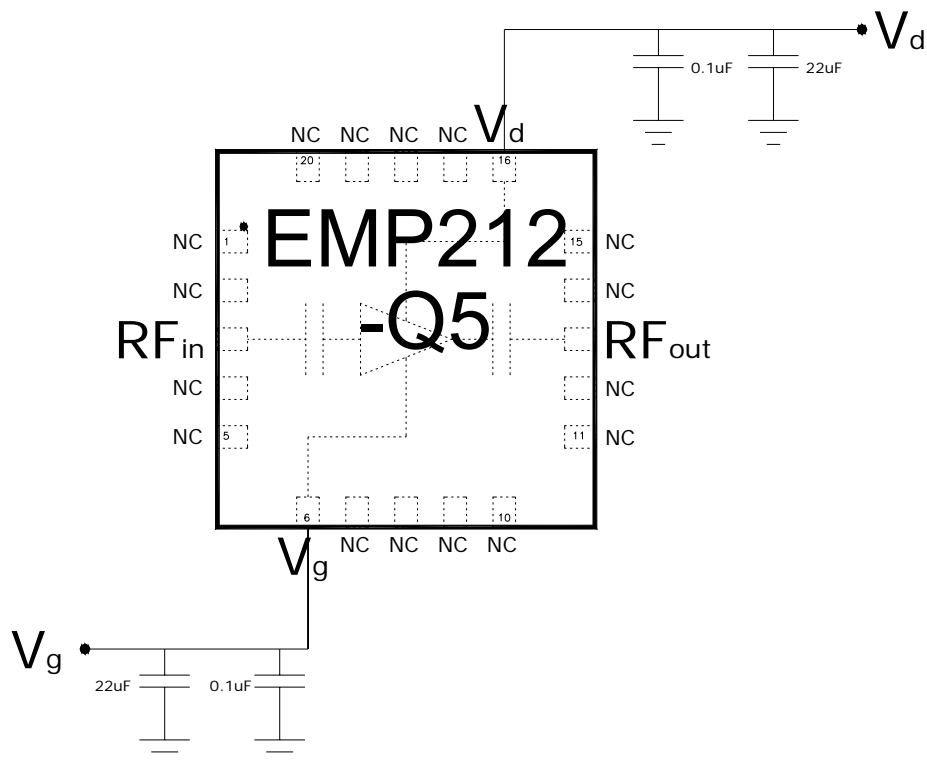 Vd
0.1uF 22uF
NC NC NC NC Vd
20 16
EMP212
-Q5
NC 1 15 NC
NC NC
RFin RFout
NC NC
NC 5 11 NC
6 10
Vg NC NC NC NC
Vg
22uF 0.1uF